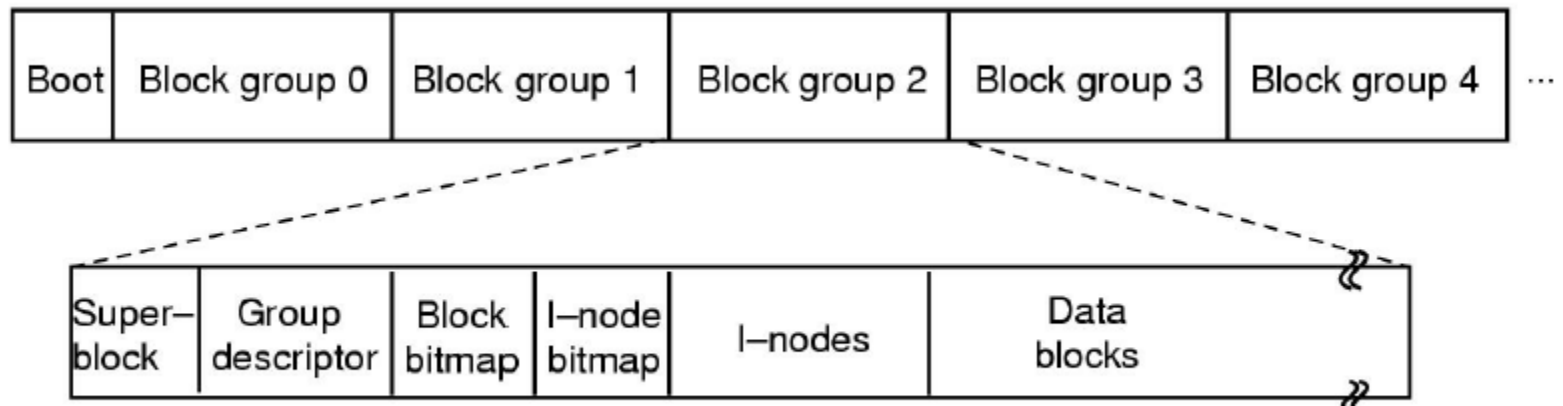 Boot Block group 0 Block group 1 Block group 2 Block group 3 Block group 4 ...
Super– Group Block I–node I–nodes Data
block descriptor bitmap bitmap blocks